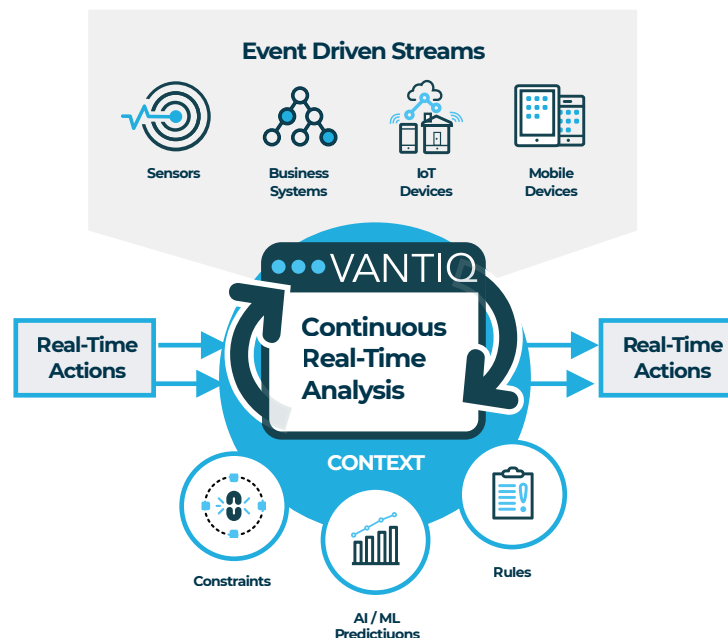 Event Driven Streams
Sensors
Business
Systems
IoT
Devices
Mobile
Devices
VANTIQ
Continuous
Real-Time
Analysis
Real-Time
Actions
Real-Time
Actions
CONTEXT
Constraints
AI / ML
Predictiuons
Rules